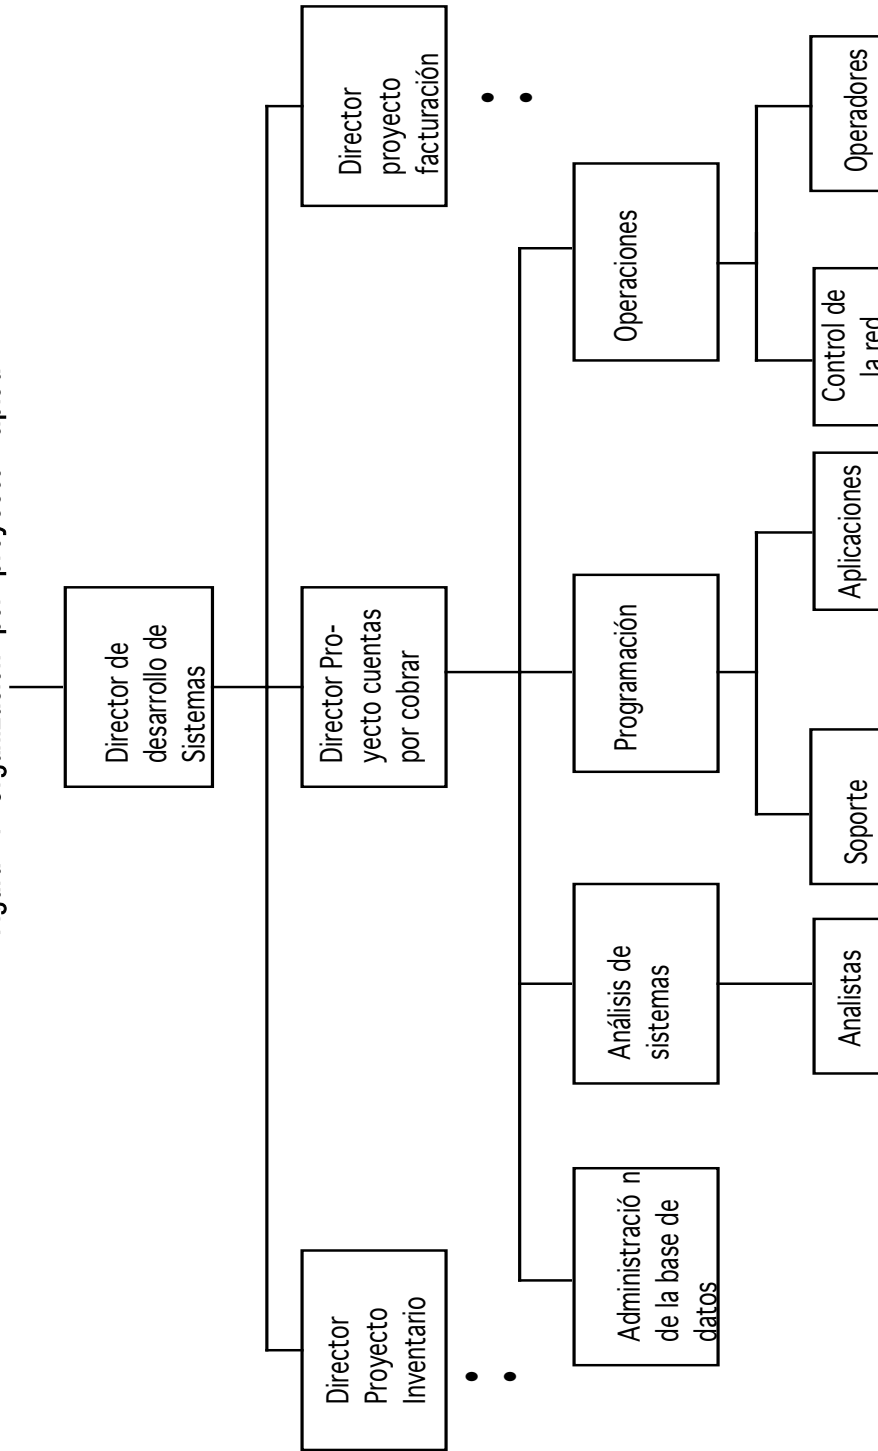 Director de
desarrollo de
Sistemas
Director
Proyecto
Inventario
Director Pro-
yecto cuentas
por cobrar
Director
proyecto
facturación
Administració n
de la base de
datos
Análisis de
sistemas
Programación
Operaciones
Analistas
Soporte
Aplicaciones
Control de
la red
Operadores